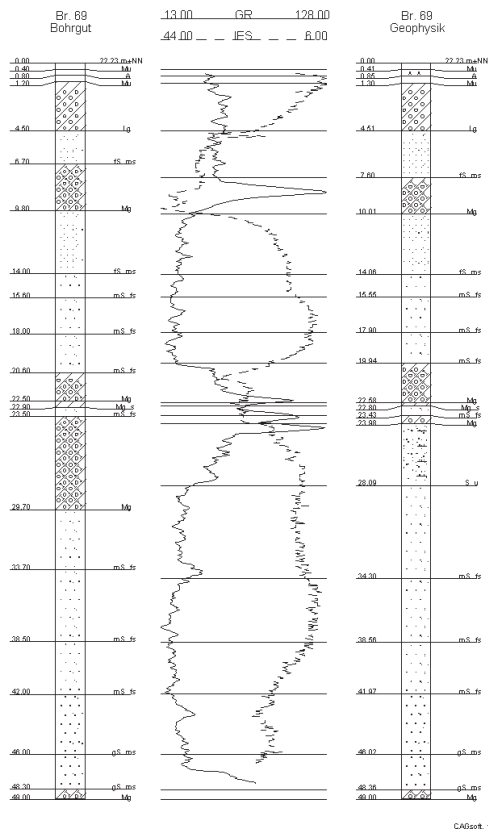 Br. 69
Bohrgut
13.00 GR 128.00
44.00 IES 6.00
Br. 69
Geophysik
0.00 22.23 m+NN
0.40 Mu
0.80 A
1.20 Mu
4.50 Lg
6.70 fS_ms
9.80 Mg
14.00 fS_ms
15.60 mS_fs
18.00 mS_fs
20.60 mS_fs
22.50 Mg
22.90 Mg_s
23.50 mS_fs
29.70 Mg
33.70 mS_fs
38.50 mS_fs
42.00 mS_fs
46.00 gS_ms
48.30 gS_ms
49.00 Mg
0.00 22.23 m+NN
0.41 Mu
0.85 A
1.30 Mu
4.51 Lg
7.60 fS_ms
10.01 Mg
14.06 fS_ms
15.55 mS_fs
17.90 mS_fs
19.94 mS_fs
22.58 Mg
22.80 Mg_s
23.43 mS_fs
23.98 Mg
28.09 S_u
34.30 mS_fs
38.56 mS_fs
41.97 mS_fs
46.02 gS_ms
48.36 gS_ms
49.00 Mg
CAGsoft.